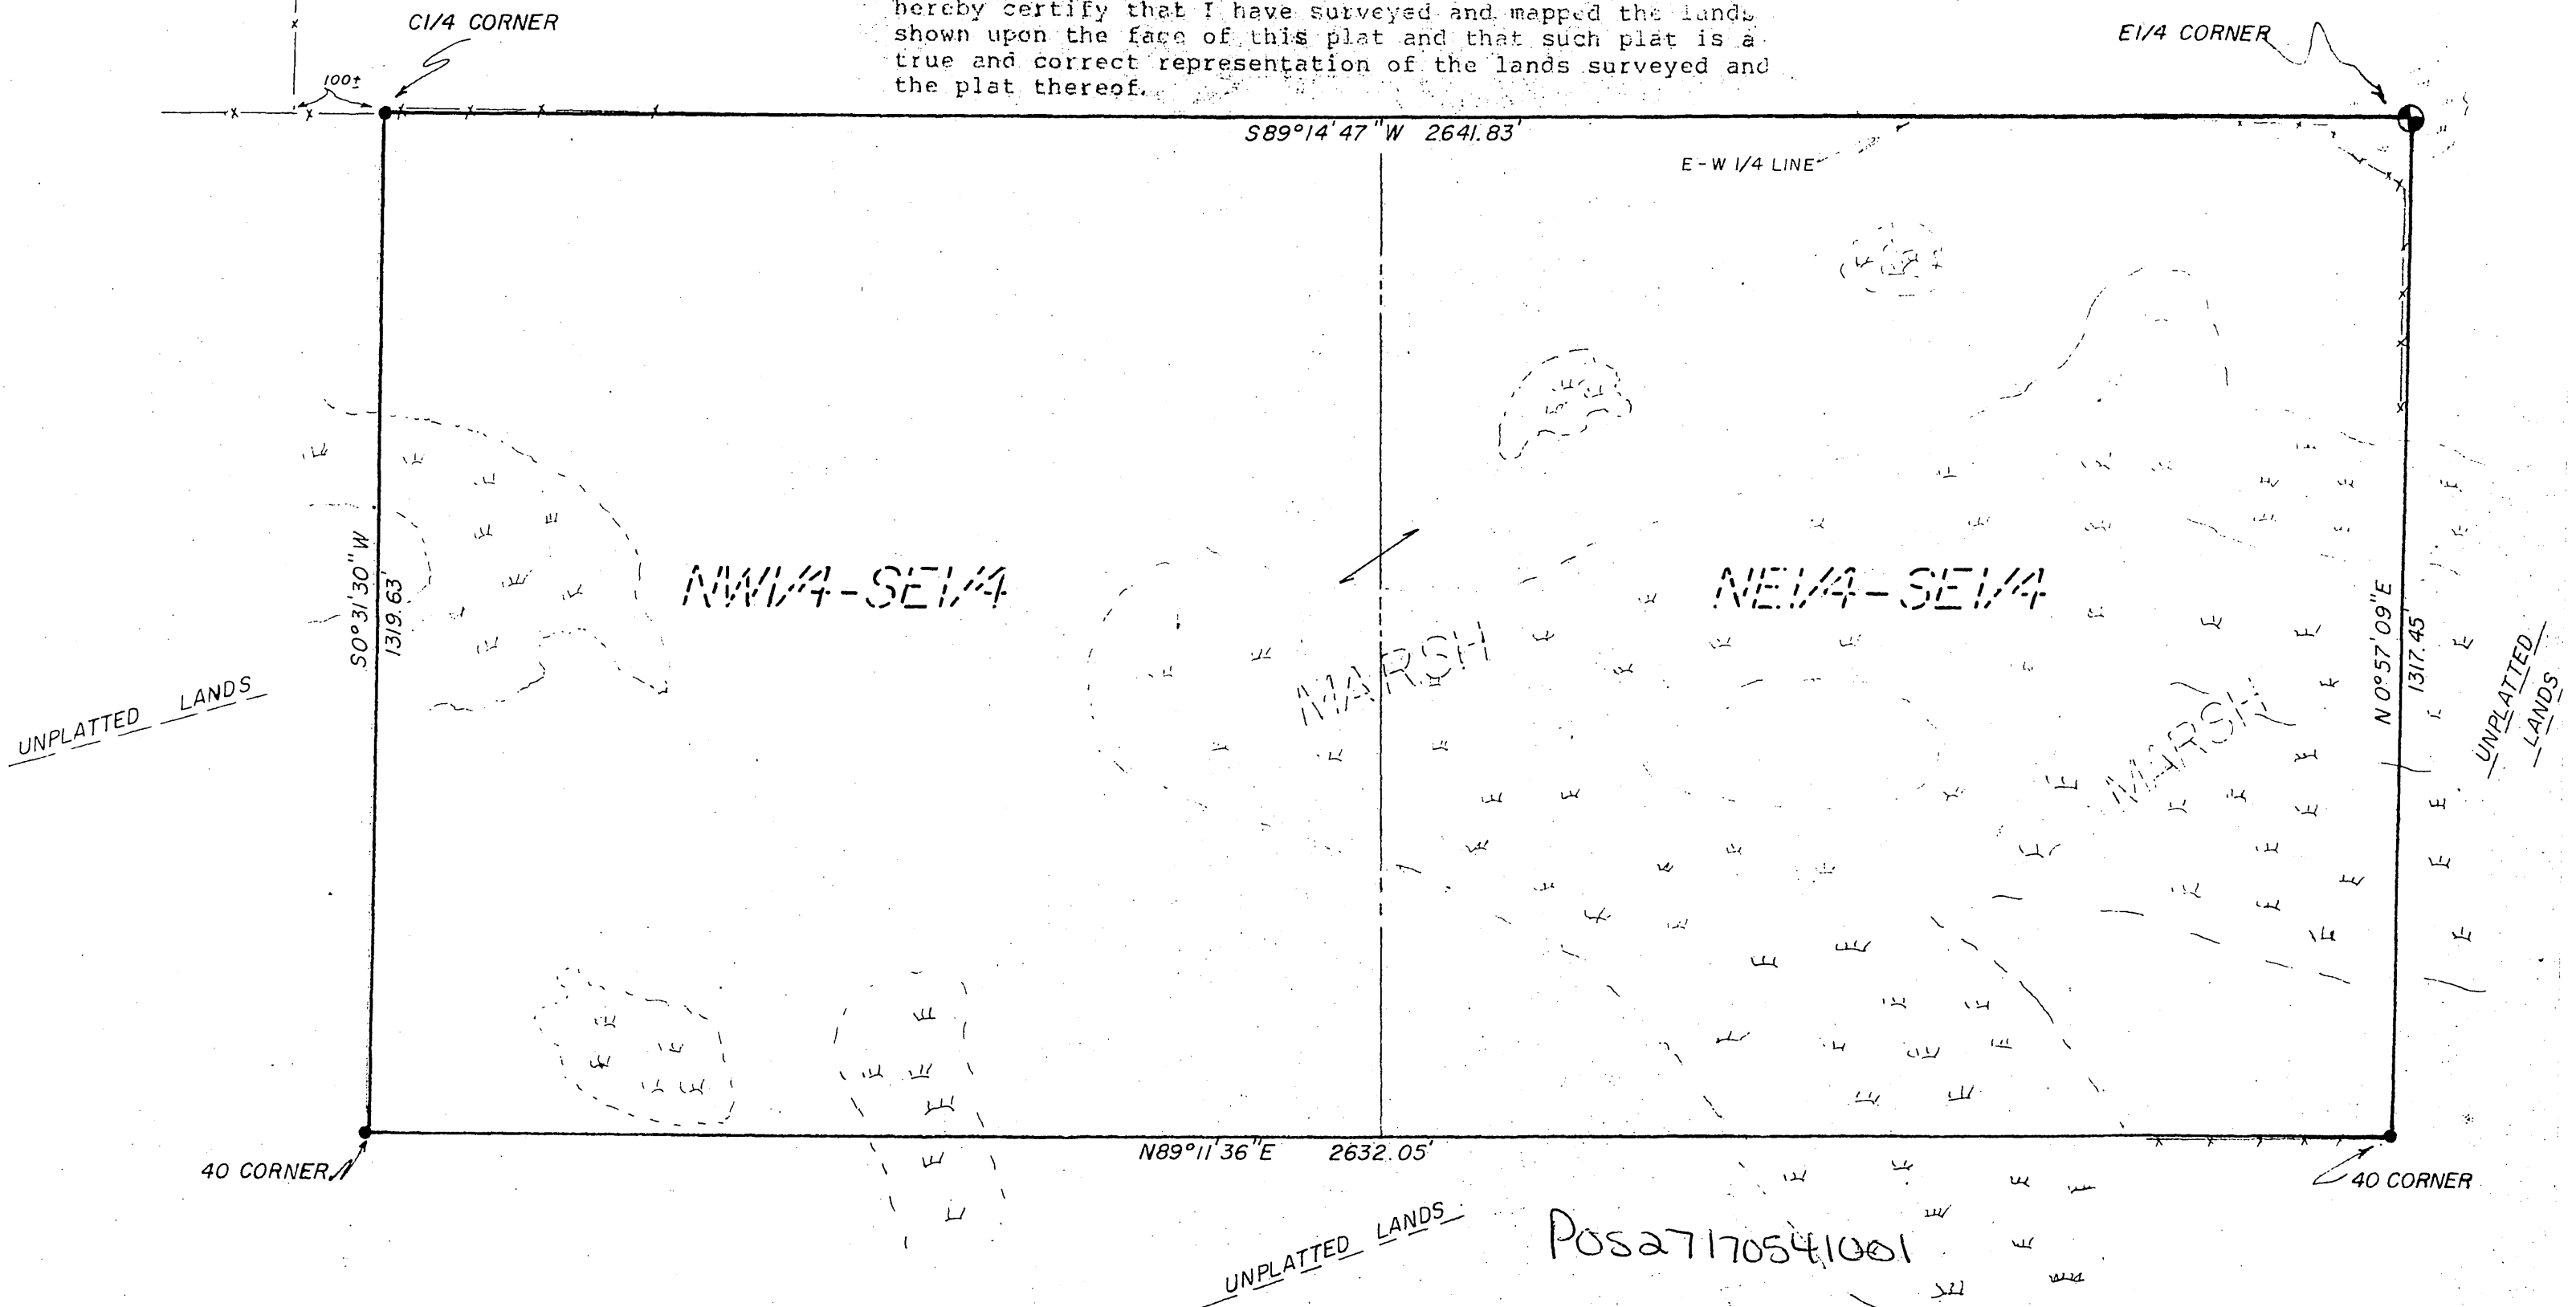 hereby certify that I have surveyed and mapped the lands
shown upon the face of this plat and that such plat is a
true and correct representation of the lands surveyed and
the plat thereof.
C1/4 CORNER
E1/4 CORNER
100±
S89°14'47"W 2641.83'
E-W 1/4 LINE
S0°31'30"W
1319.63'
NW1/4-SE1/4
NE1/4-SE1/4
MARSH
MARSH
N0°57'09"E
1317.45'
UNPLATTED LANDS
UNPLATTED
LANDS
N89°11'36"E 2632.05'
40 CORNER
40 CORNER
UNPLATTED LANDS
POS27170541001